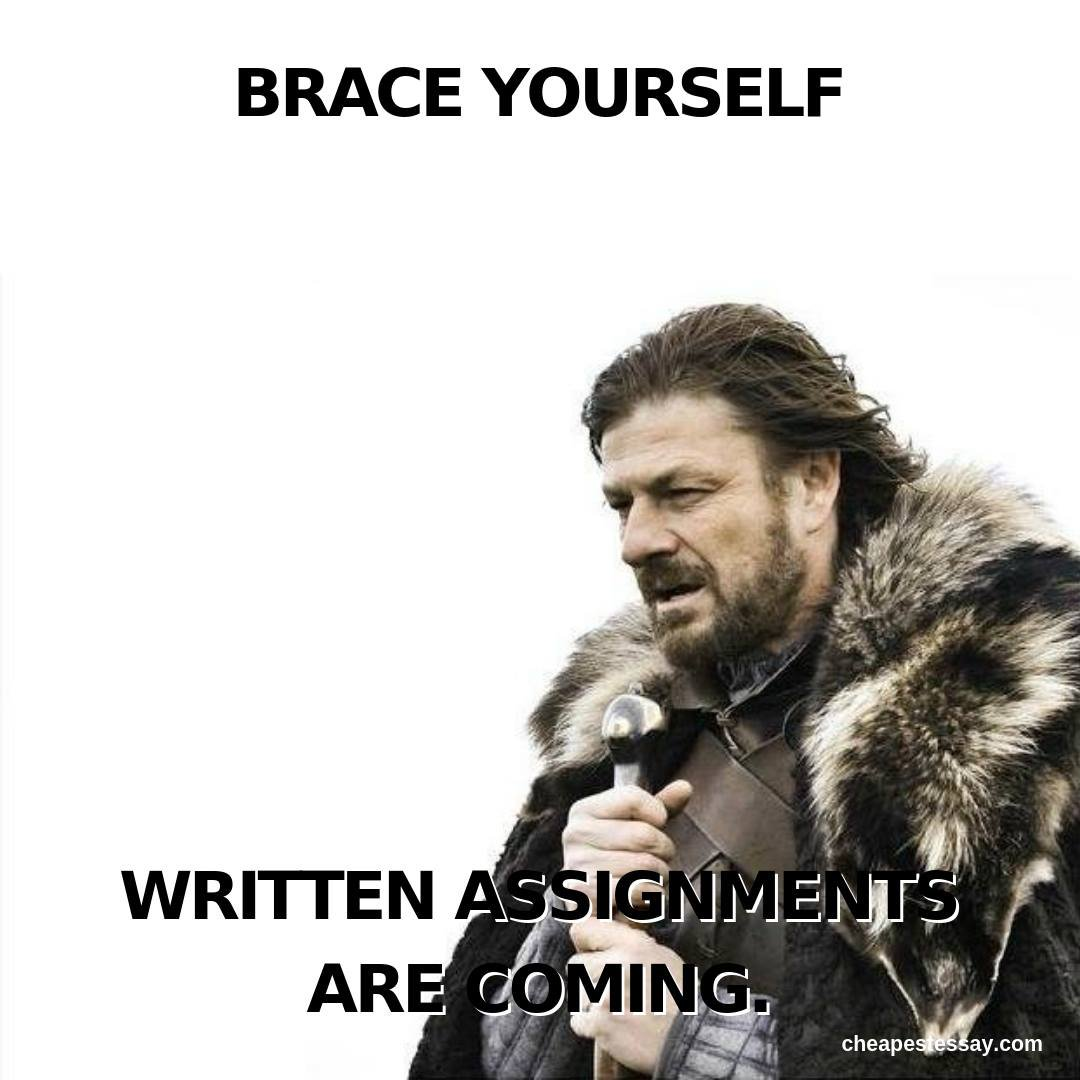 BRACE YOURSELF
WRITTEN ASSIGNMENTS
ARE COMING.
cheapestessay.com